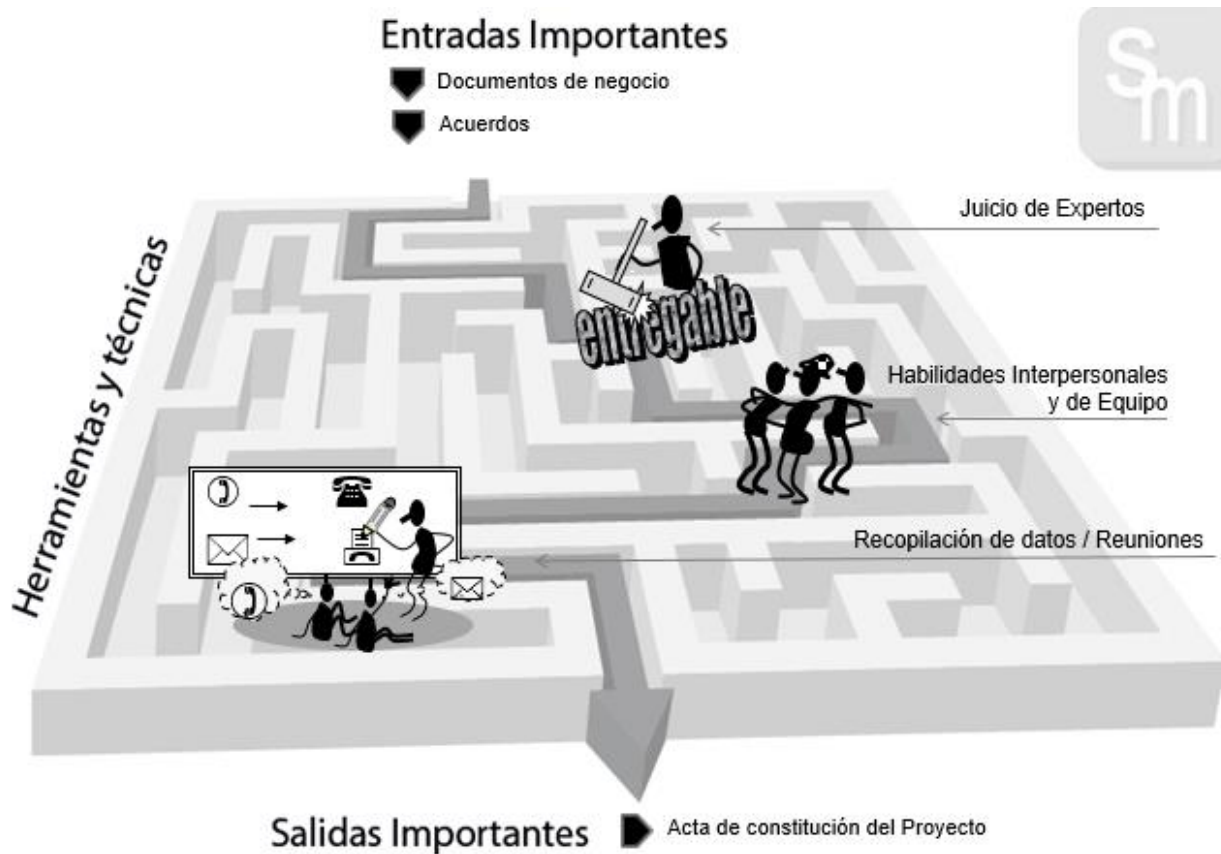 Entradas Importantes
Documentos de negocio
Acuerdos
Sm
Juicio de Expertos
entregable
Habilidades Interpersonales
y de Equipo
Herramientas y técnicas
Recopilación de datos / Reuniones
Salidas Importantes
Acta de constitución del Proyecto